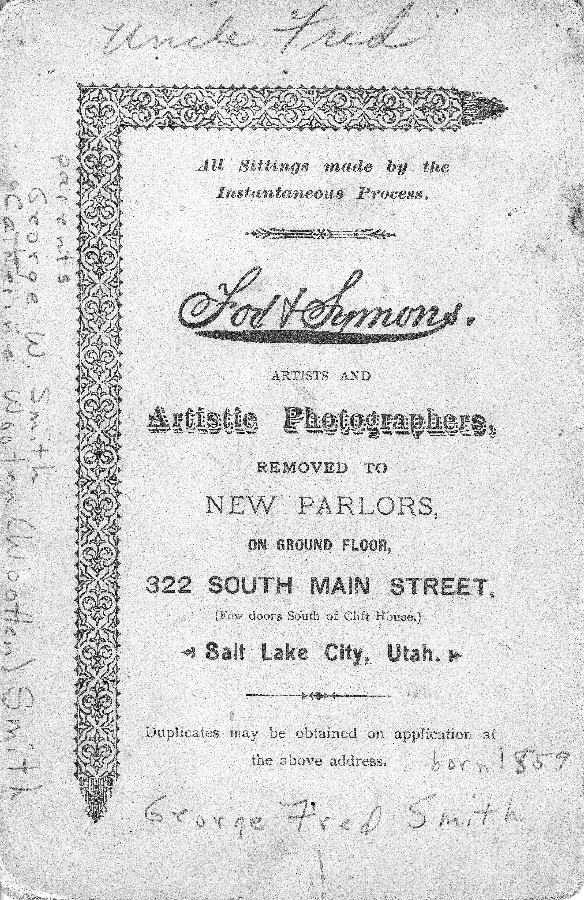 Uncle Fred
All Sittings made by the
Instantaneous Process.
Fox & Symons.
ARTISTS AND
Artistic Photographers,
REMOVED TO
NEW PARLORS,
ON GROUND FLOOR,
322 SOUTH MAIN STREET.
(Few doors South of Clift House.)
Salt Lake City, Utah.
Duplicates may be obtained on application at
the above address.
born 1859
George Fred Smith
parents
George W. Smith
Catherine Smith